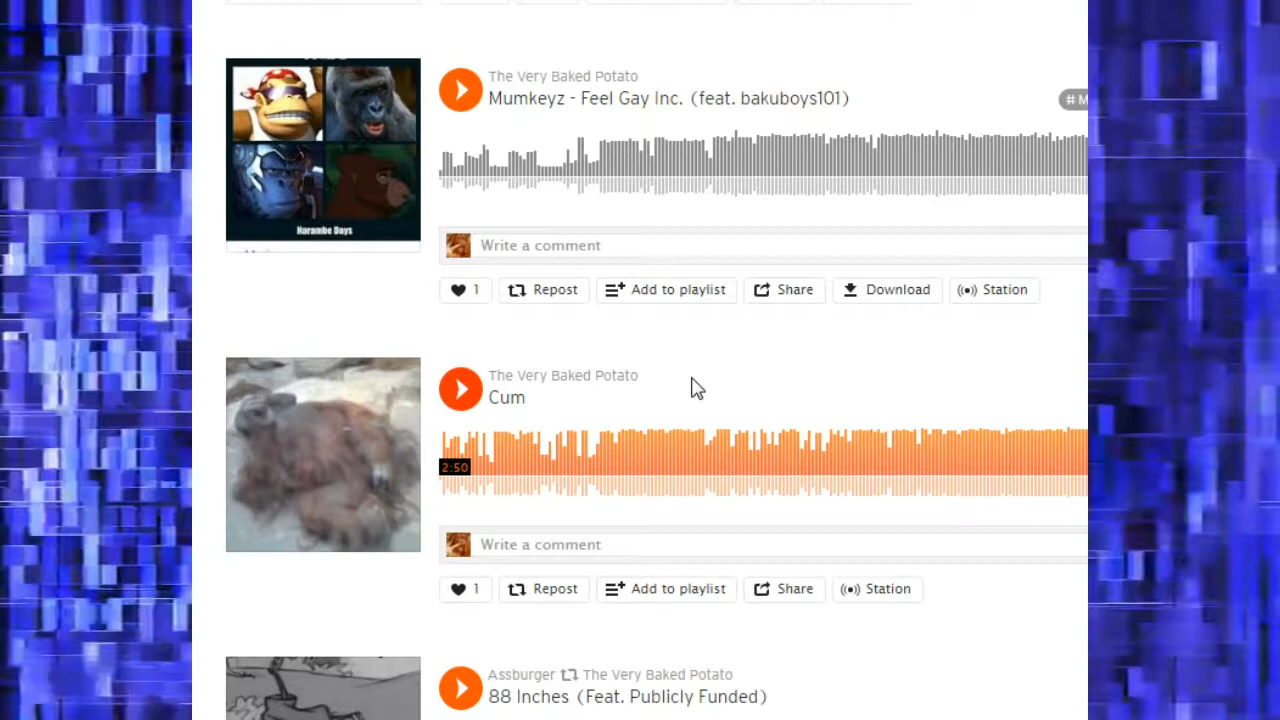 The Very Baked Potato
Mumkeyz - Feel Gay Inc. (feat. bakuboys101)
# M
Harambe Days
Write a comment
1 Repost Add to playlist Share Download Station
The Very Baked Potato
Cum
2:50
Write a comment
1 Repost Add to playlist Share Station
Assburger The Very Baked Potato
88 Inches (Feat. Publicly Funded)